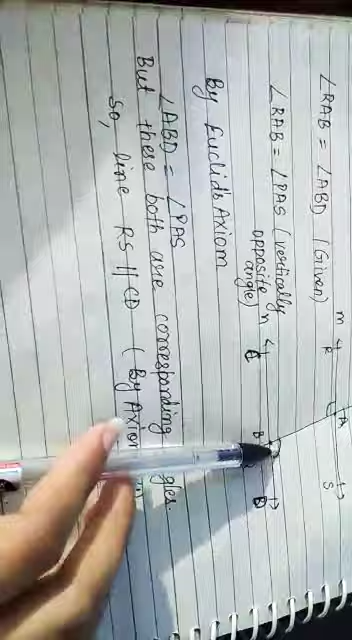 m R A S
∠RAB = ∠ABD (Given)
n C B D
∠RAB = ∠PAS (vertically
opposite
angle)
By Euclid's Axiom
∠ABD = ∠PAS
But these both are corresponding
So, line RS || CD (By Axiom